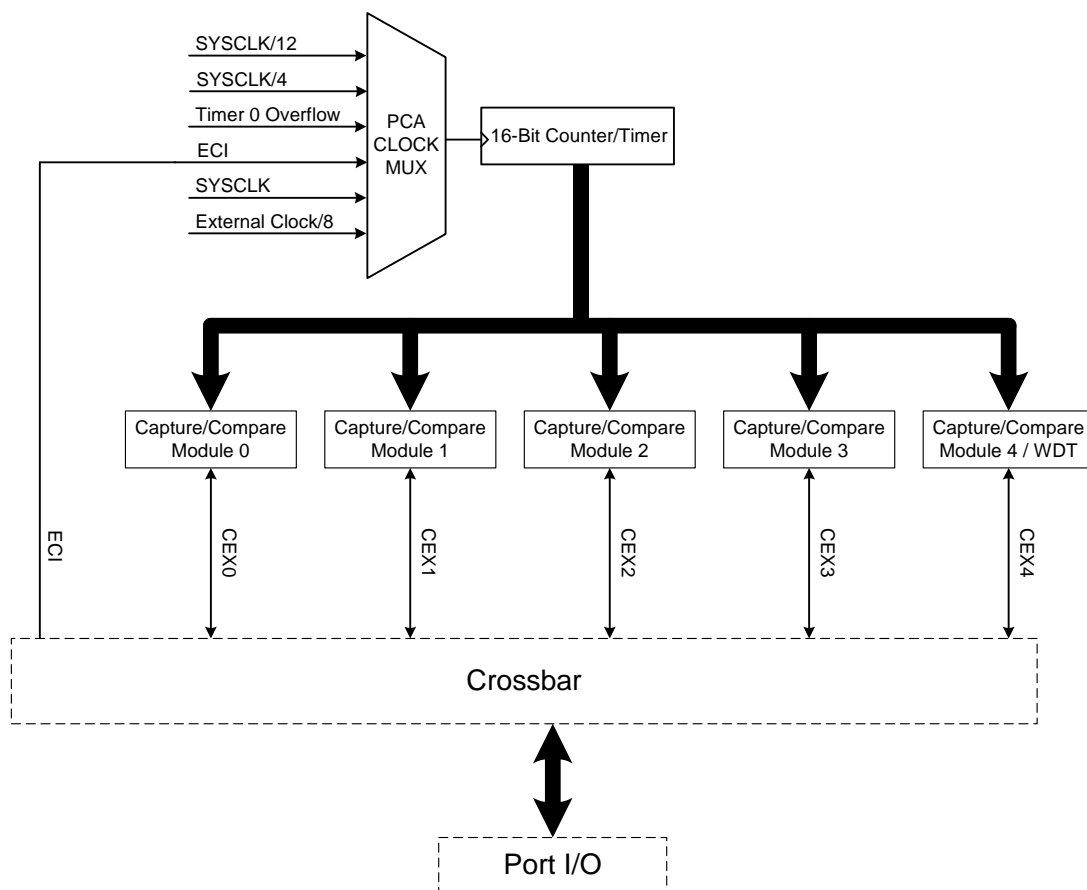 SYSCLK/12
SYSCLK/4
Timer 0 Overflow
ECI
SYSCLK
External Clock/8
PCA
CLOCK
MUX
16-Bit Counter/Timer
Capture/Compare
Module 0
Capture/Compare
Module 1
Capture/Compare
Module 2
Capture/Compare
Module 3
Capture/Compare
Module 4 / WDT
ECI
CEX0
CEX1
CEX2
CEX3
CEX4
Crossbar
Port I/O